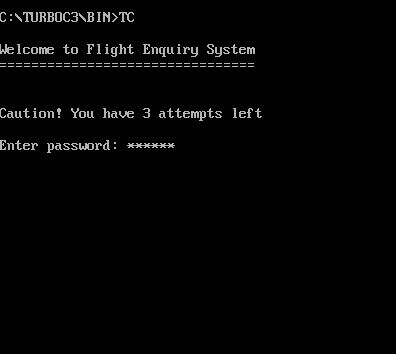 C:\TURBOC3\BIN>TC
Welcome to Flight Enquiry System
================================
Caution! You have 3 attempts left
Enter password: ******